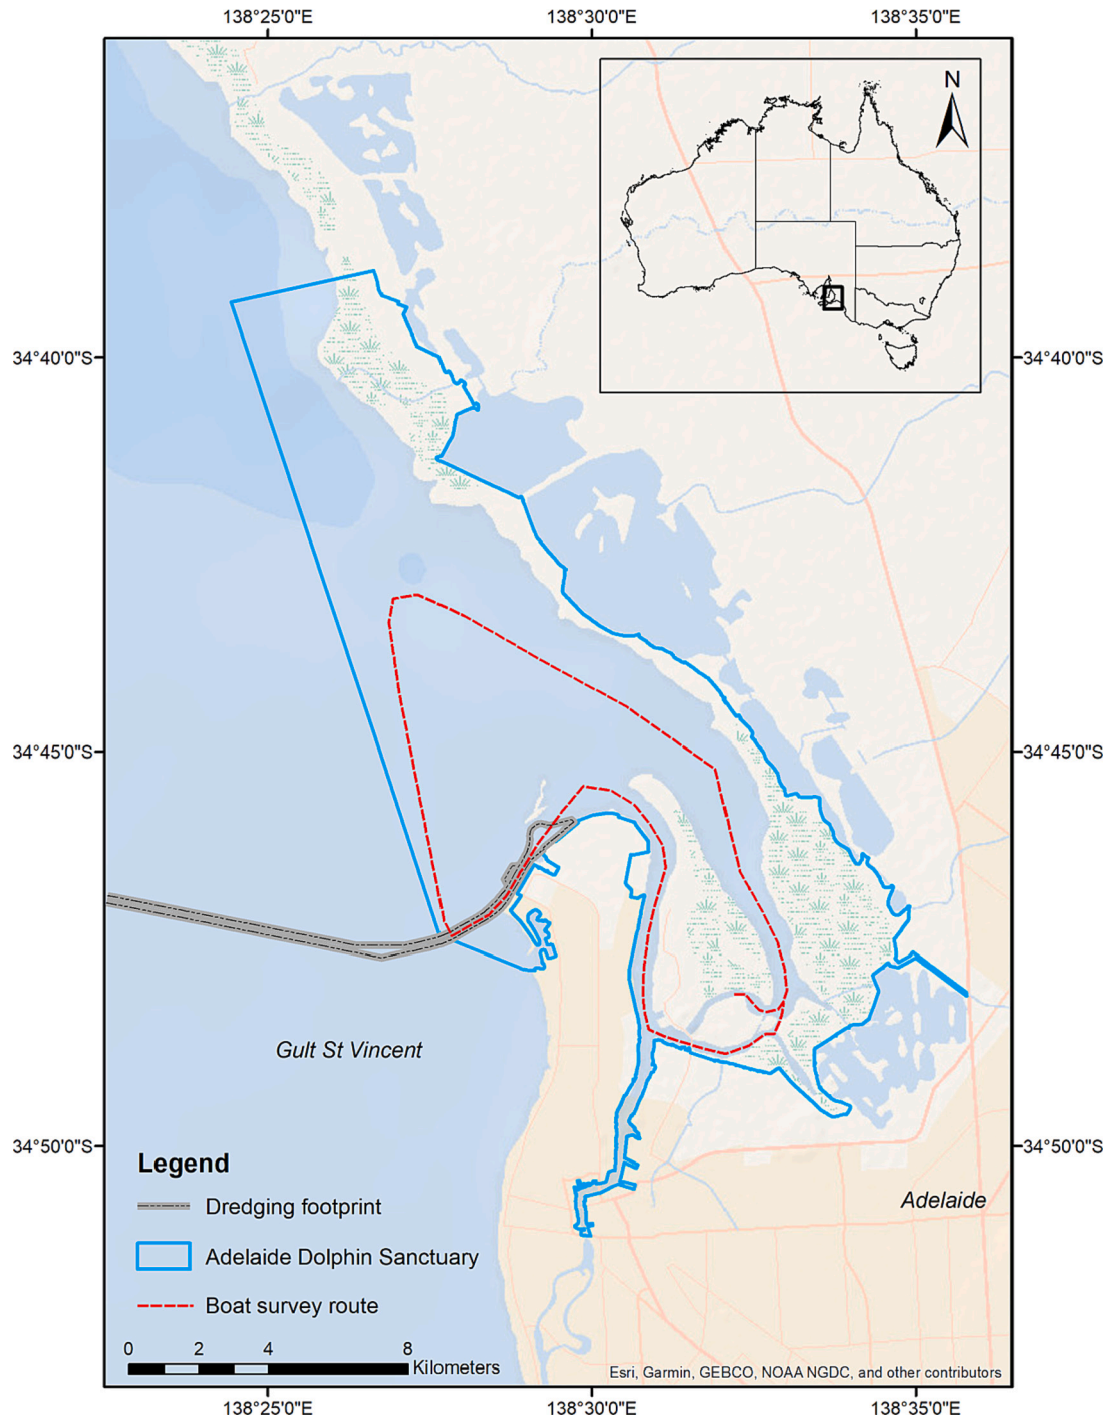 138°25'0"E 138°30'0"E 138°35'0"E
N
34°40'0"S 34°40'0"S
34°45'0"S 34°45'0"S
Gult St Vincent
34°50'0"S 34°50'0"S
Legend
Adelaide
Dredging footprint
Adelaide Dolphin Sanctuary
Boat survey route
0 2 4 8
Kilometers
Esri, Garmin, GEBCO, NOAA NGDC, and other contributors
138°25'0"E 138°30'0"E 138°35'0"E